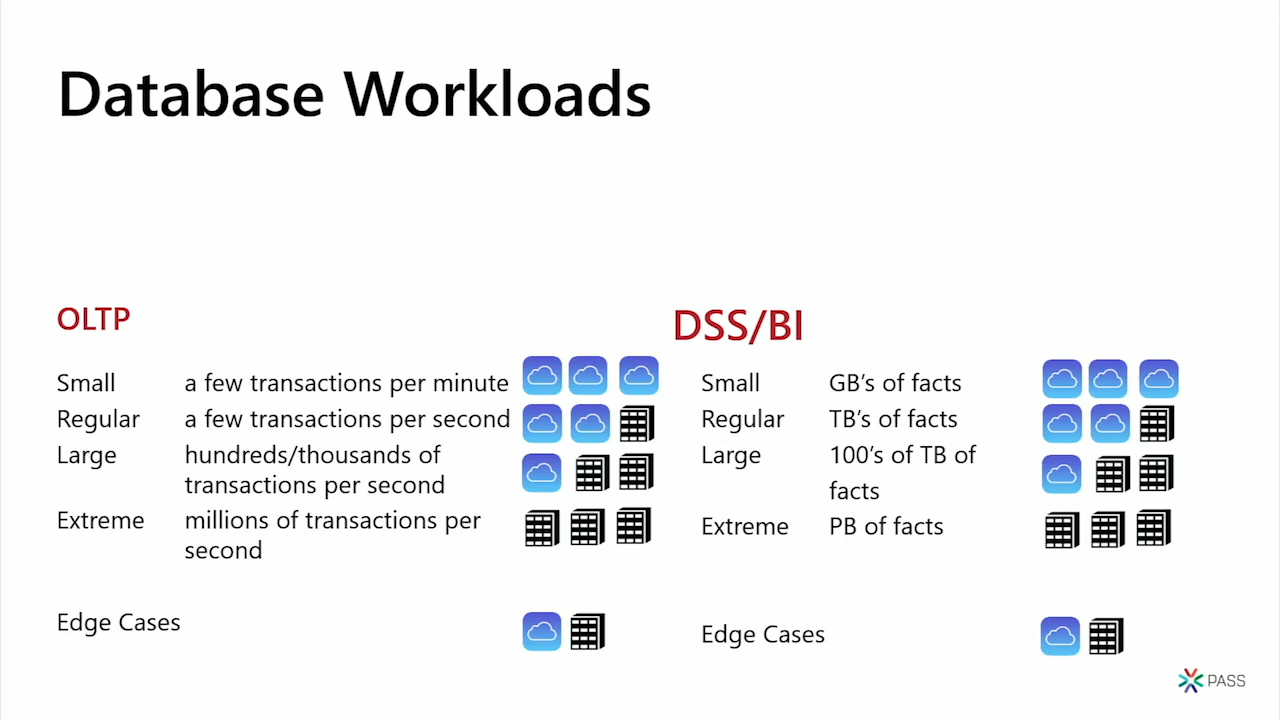 Database Workloads
OLTP
Small a few transactions per minute
Regular a few transactions per second
Large hundreds/thousands of
transactions per second
Extreme millions of transactions per
second
Edge Cases
DSS/BI
Small GB’s of facts
Regular TB’s of facts
Large 100’s of TB of
facts
Extreme PB of facts
Edge Cases
PASS